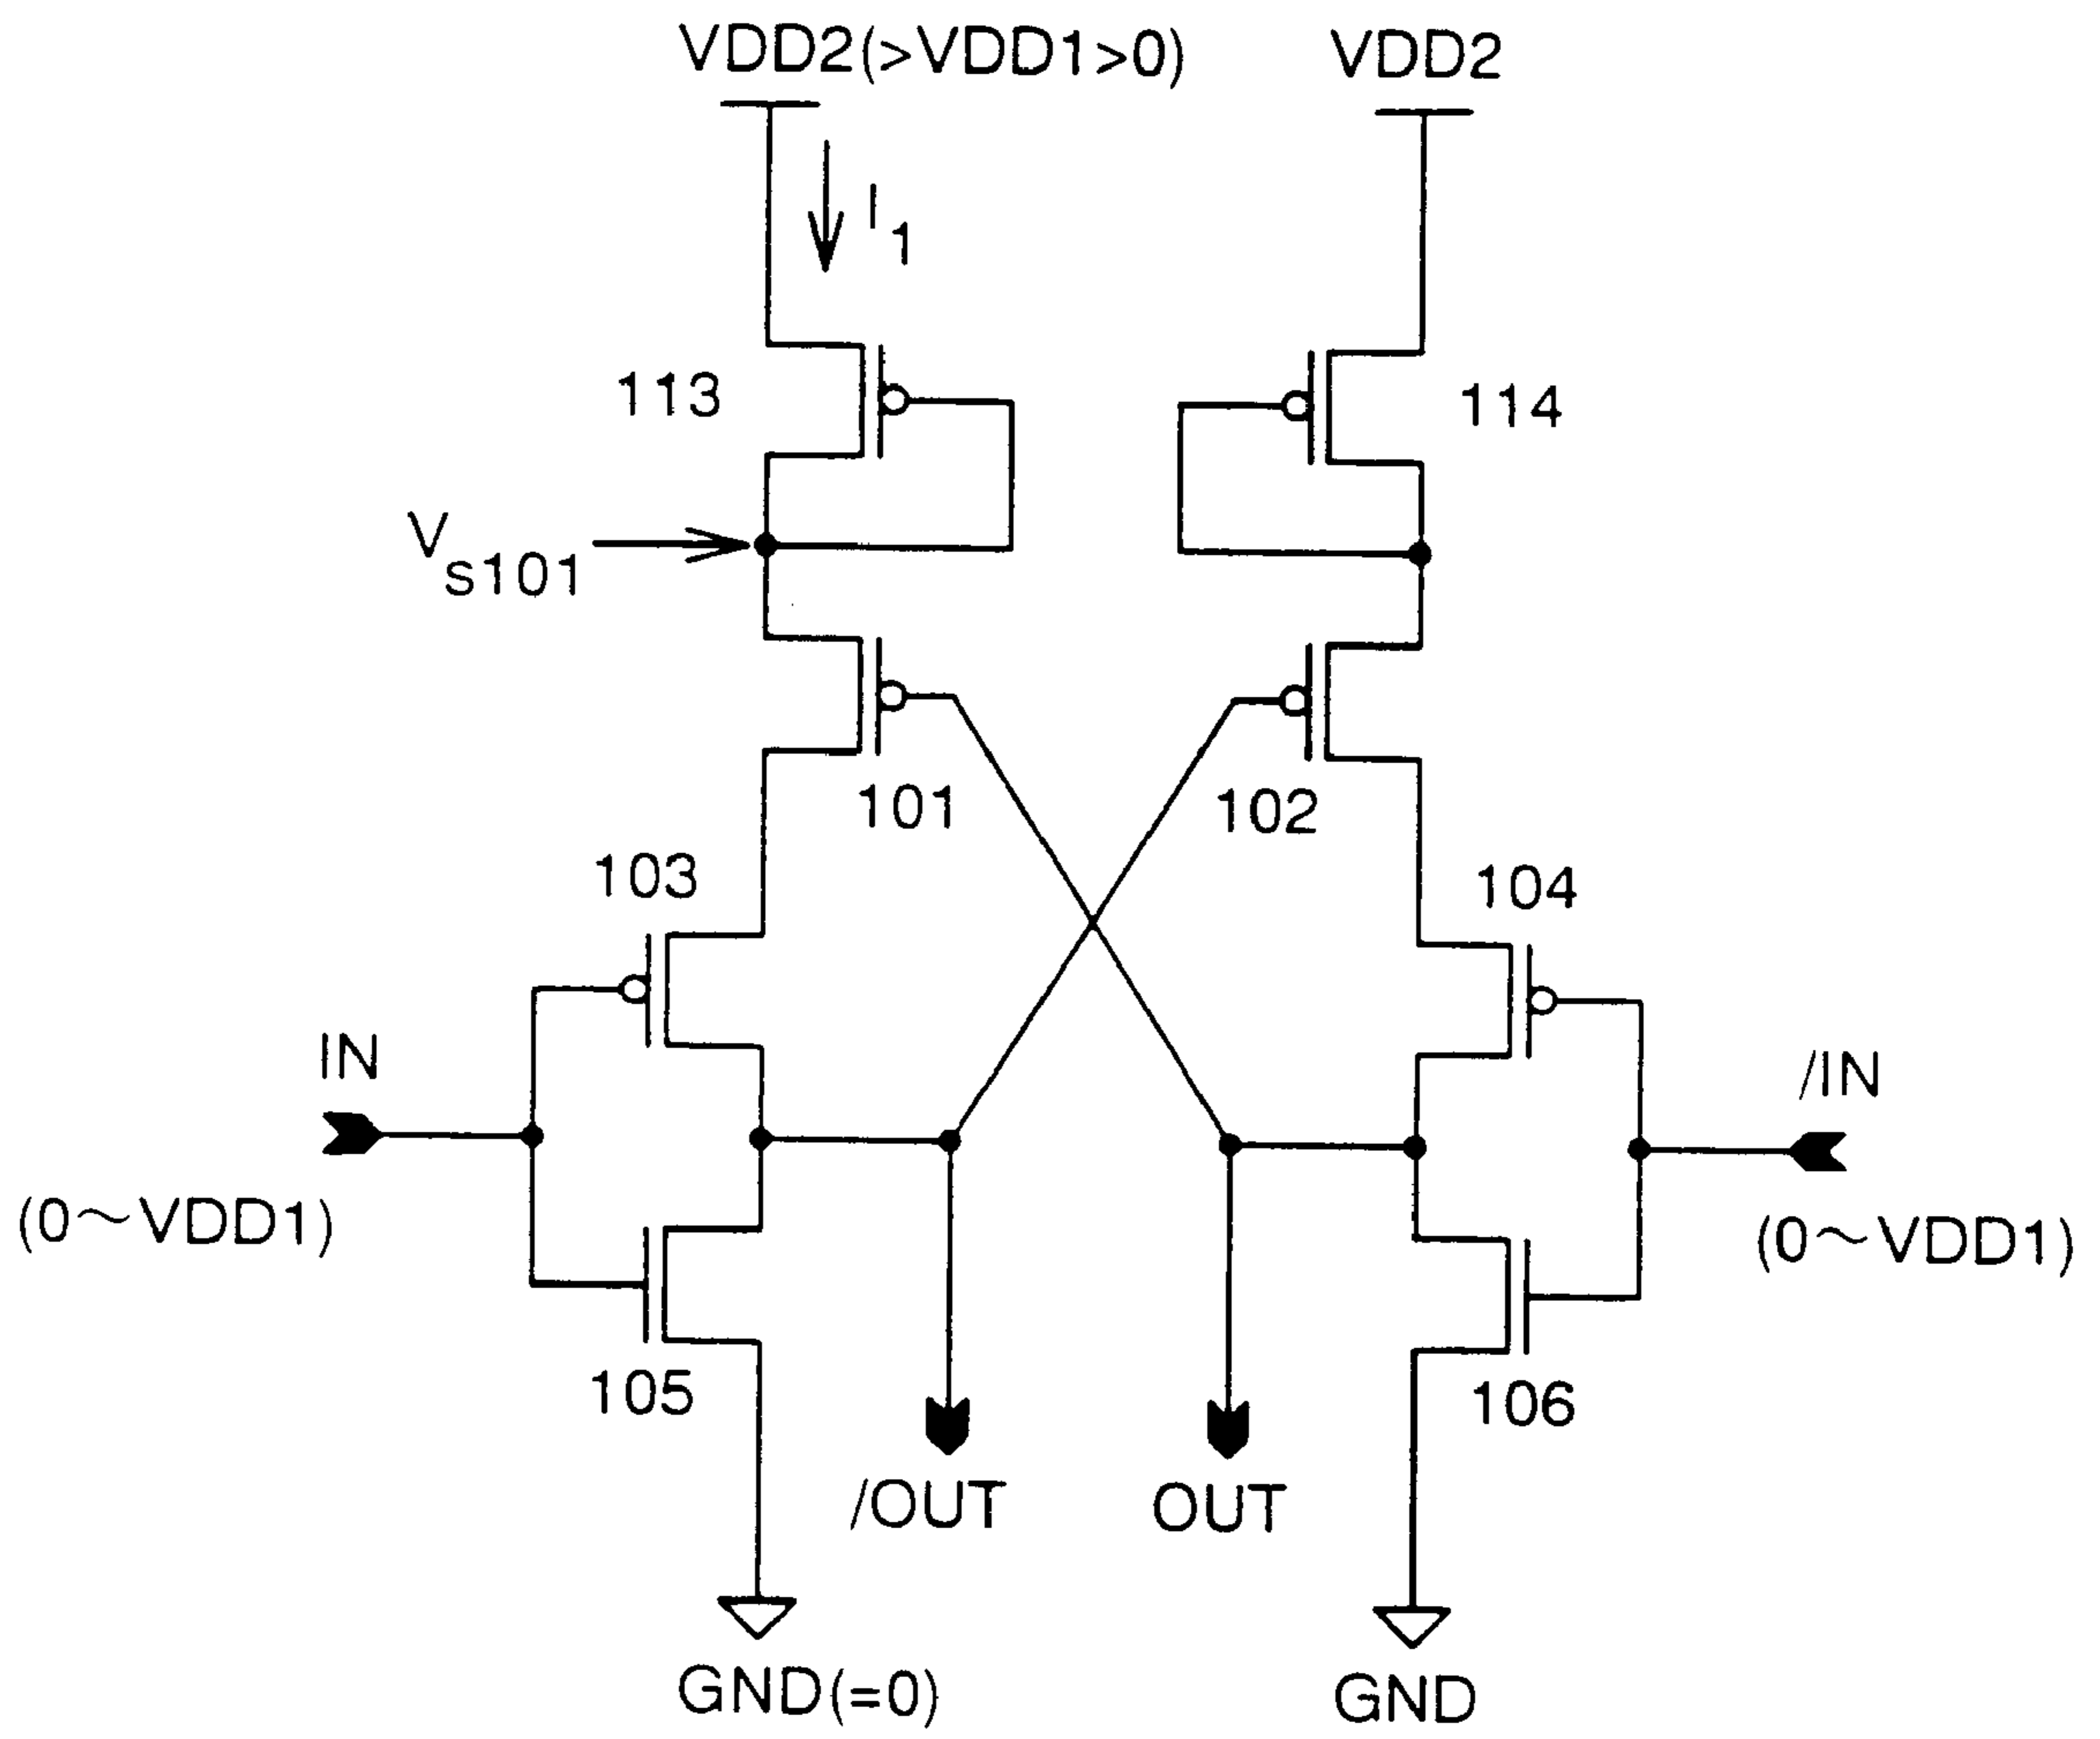 VDD2(>VDD1>0)
VDD2
I1
113
114
Vs101
101
102
103
104
IN
/IN
(0～VDD1)
(0～VDD1)
105
106
/OUT
OUT
GND(=0)
GND